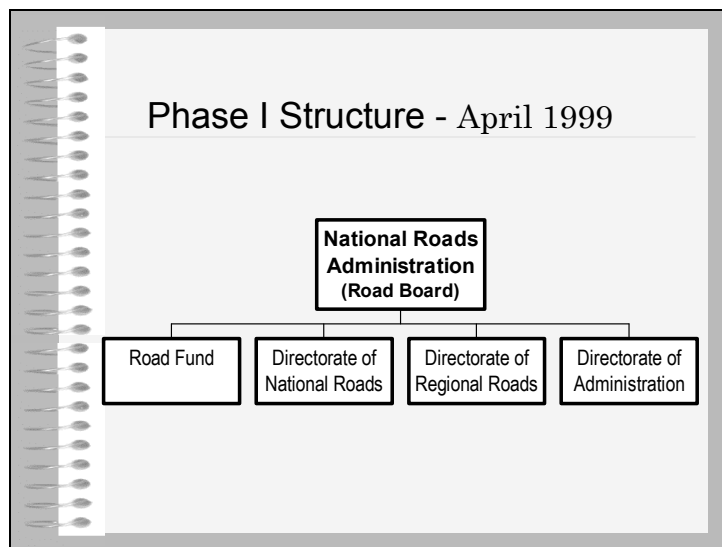 Phase I Structure - April 1999
National Roads
Administration
(Road Board)
Road Fund
Directorate of
National Roads
Directorate of
Regional Roads
Directorate of
Administration